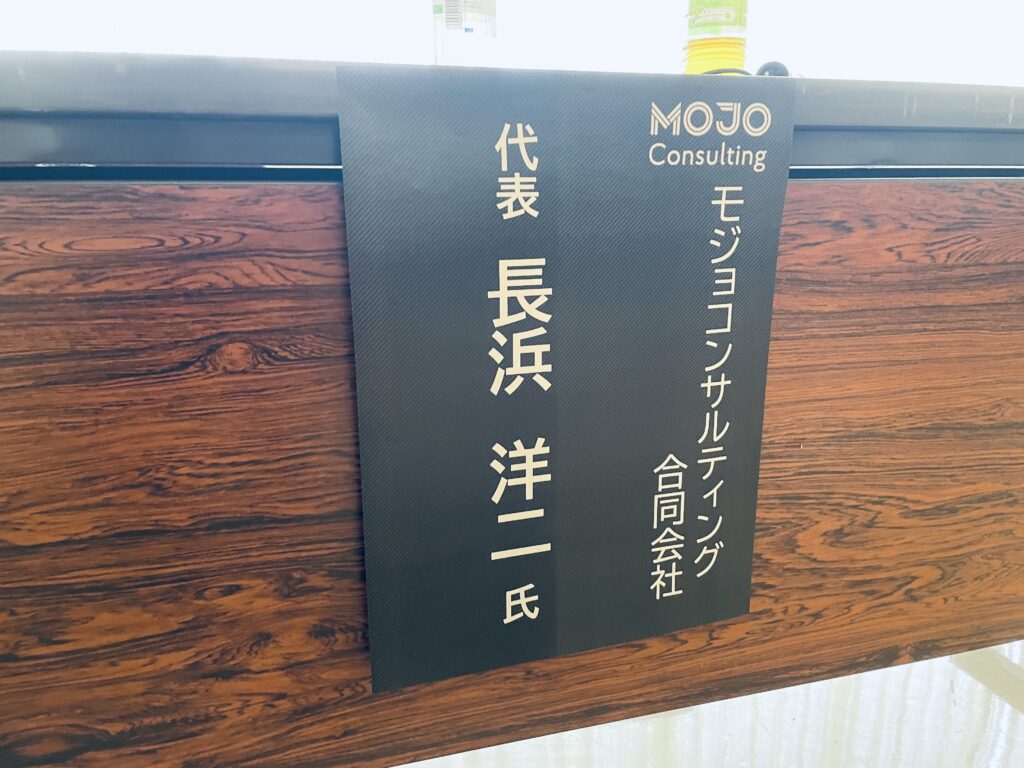 MOJO
Consulting
モジョコンサルティング
合同会社
代表 長浜 洋二 氏